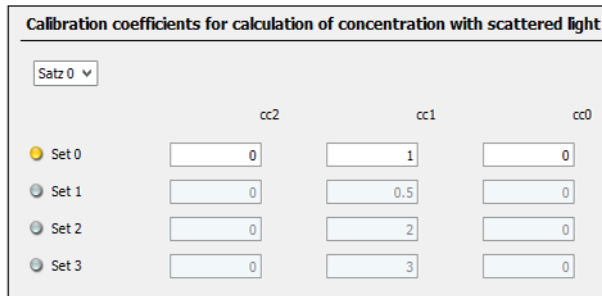 Calibration coefficients for calculation of concentration with scattered light
Satz 0
cc2 cc1 cc0
Set 0 0 1 0
Set 1 0 0.5 0
Set 2 0 2 0
Set 3 0 3 0